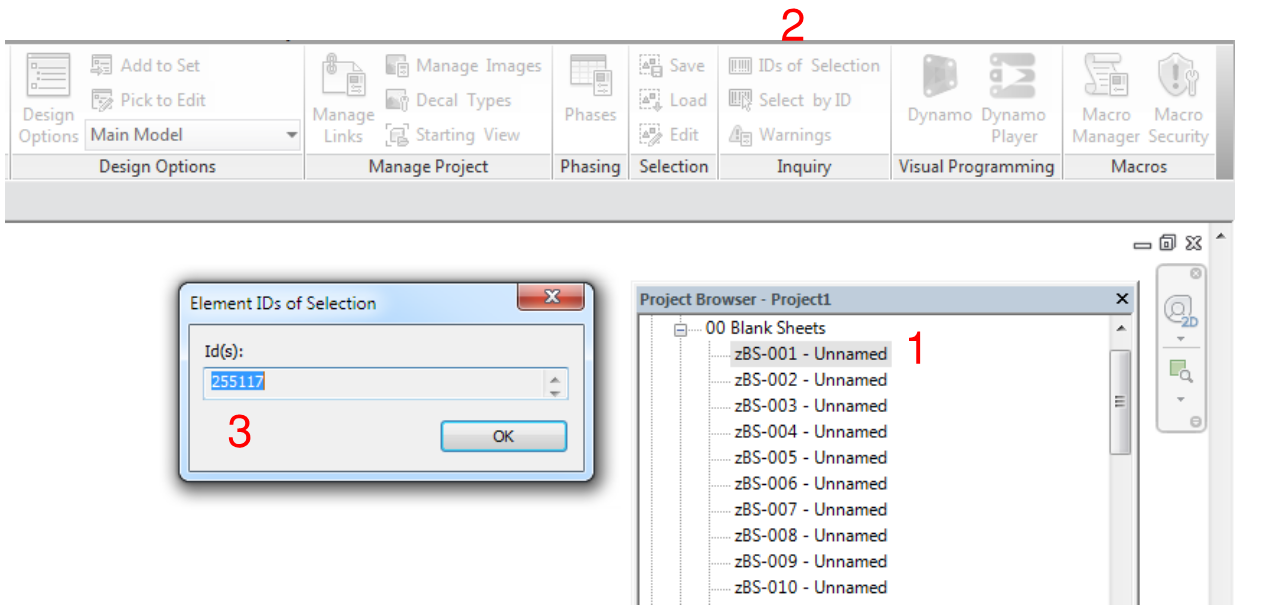 2
Add to Set
Pick to Edit
Design Options
Main Model
Design Options
Manage Links
Manage Images
Decal Types
Starting View
Manage Project
Phases
Phasing
Save
Load
Edit
Selection
IDs of Selection
Select by ID
Warnings
Inquiry
Dynamo
Dynamo Player
Visual Programming
Macro Manager
Macro Security
Macros
Element IDs of Selection
Id(s):
255117
3
OK
Project Browser - Project1
00 Blank Sheets
zBS-001 - Unnamed
1
zBS-002 - Unnamed
zBS-003 - Unnamed
zBS-004 - Unnamed
zBS-005 - Unnamed
zBS-006 - Unnamed
zBS-007 - Unnamed
zBS-008 - Unnamed
zBS-009 - Unnamed
zBS-010 - Unnamed
2D